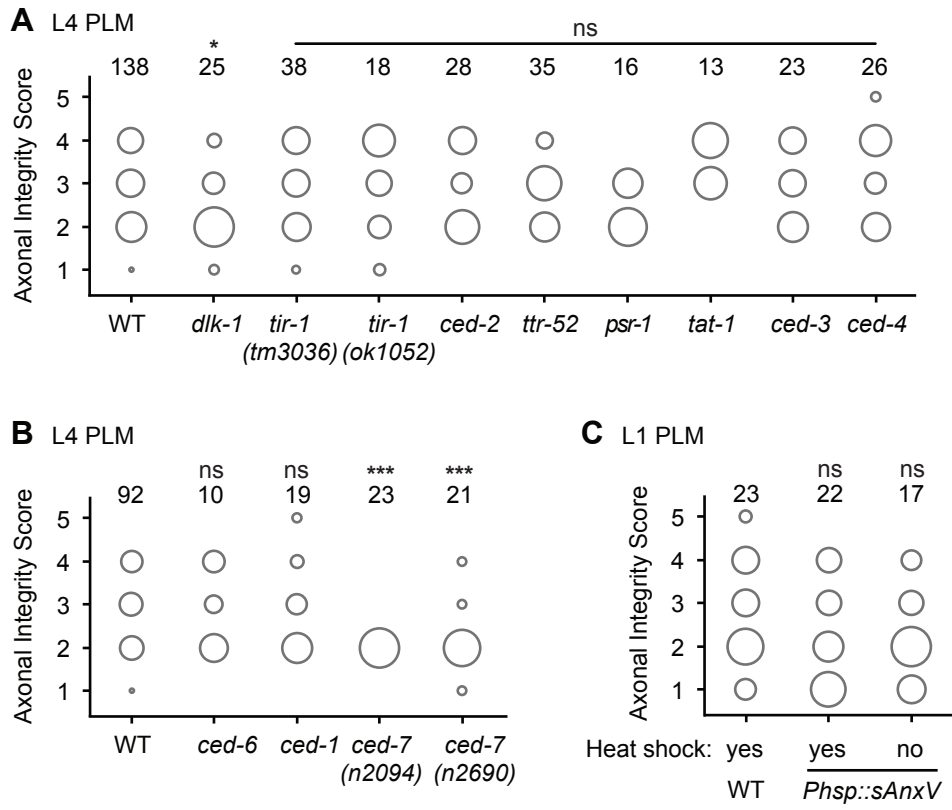 A L4 PLM
ns
*
138 25 38 18 28 35 16 13 23 26
Axonal Integrity Score
5
4
3
2
1
WT dlk-1 tir-1 tir-1 ced-2 ttr-52 psr-1 tat-1 ced-3 ced-4
(tm3036) (ok1052)
B L4 PLM
ns ns *** ***
92 10 19 23 21
Axonal Integrity Score
5
4
3
2
1
WT ced-6 ced-1 ced-7 ced-7
(n2094) (n2690)
C L1 PLM
ns ns
23 22 17
Axonal Integrity Score
5
4
3
2
1
Heat shock: yes yes no
WT Phsp::sAnxV